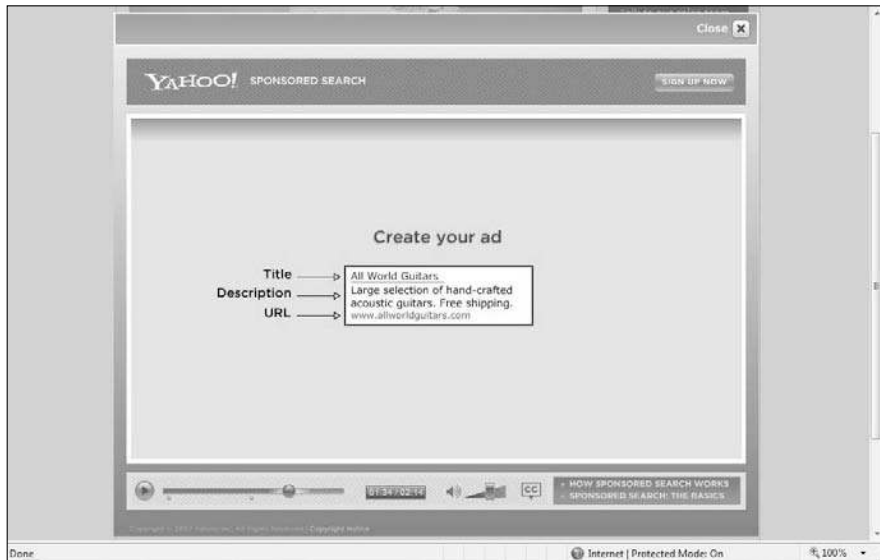 Close
YAHOO! SPONSORED SEARCH
SIGN UP NOW
Create your ad
Title
All World Guitars
Description
Large selection of hand-crafted
acoustic guitars. Free shipping.
URL
www.allworldguitars.com
01:34 / 02:14
CC
HOW SPONSORED SEARCH WORKS
SPONSORED SEARCH: THE BASICS
Copyright Notice
Done
Internet | Protected Mode: On
100%